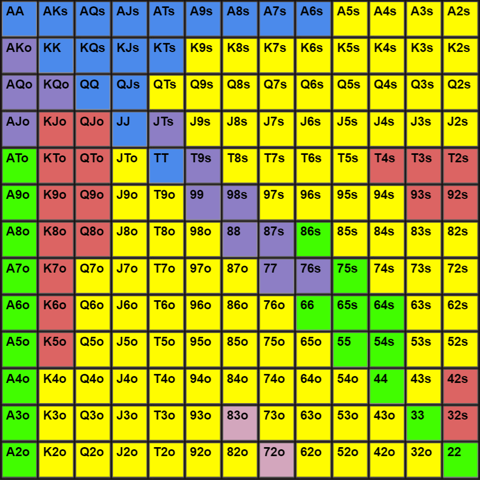 AA AKs AQs AJs ATs A9s A8s A7s A6s A5s A4s A3s A2s
AKo KK KQs KJs KTs K9s K8s K7s K6s K5s K4s K3s K2s
AQo KQo QQ QJs QTs Q9s Q8s Q7s Q6s Q5s Q4s Q3s Q2s
AJo KJo QJo JJ JTs J9s J8s J7s J6s J5s J4s J3s J2s
ATo KTo QTo JTo TT T9s T8s T7s T6s T5s T4s T3s T2s
A9o K9o Q9o J9o T9o 99 98s 97s 96s 95s 94s 93s 92s
A8o K8o Q8o J8o T8o 98o 88 87s 86s 85s 84s 83s 82s
A7o K7o Q7o J7o T7o 97o 87o 77 76s 75s 74s 73s 72s
A6o K6o Q6o J6o T6o 96o 86o 76o 66 65s 64s 63s 62s
A5o K5o Q5o J5o T5o 95o 85o 75o 65o 55 54s 53s 52s
A4o K4o Q4o J4o T4o 94o 84o 74o 64o 54o 44 43s 42s
A3o K3o Q3o J3o T3o 93o 83o 73o 63o 53o 43o 33 32s
A2o K2o Q2o J2o T2o 92o 82o 72o 62o 52o 42o 32o 22